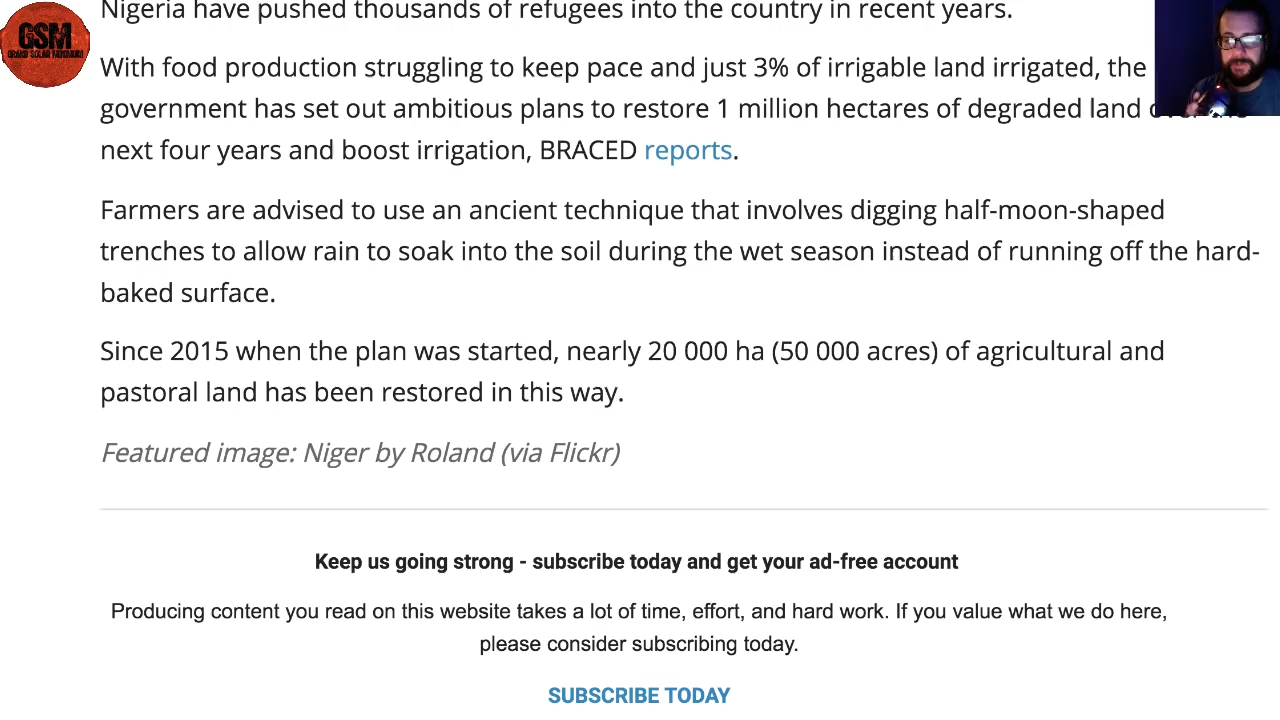 GSM
GRAND SOLAR MINIMUM
Nigeria have pushed thousands of refugees into the country in recent years.
With food production struggling to keep pace and just 3% of irrigable land irrigated, the
government has set out ambitious plans to restore 1 million hectares of degraded land
next four years and boost irrigation, BRACED reports.
Farmers are advised to use an ancient technique that involves digging half-moon-shaped
trenches to allow rain to soak into the soil during the wet season instead of running off the hard-
baked surface.
Since 2015 when the plan was started, nearly 20 000 ha (50 000 acres) of agricultural and
pastoral land has been restored in this way.
Featured image: Niger by Roland (via Flickr)
Keep us going strong - subscribe today and get your ad-free account
Producing content you read on this website takes a lot of time, effort, and hard work. If you value what we do here,
please consider subscribing today.
SUBSCRIBE TODAY